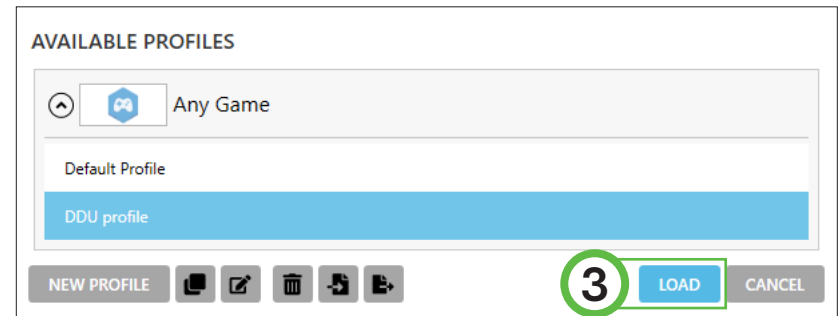 AVAILABLE PROFILES
Any Game
Default Profile
DDU profile
NEW PROFILE 3 LOAD CANCEL